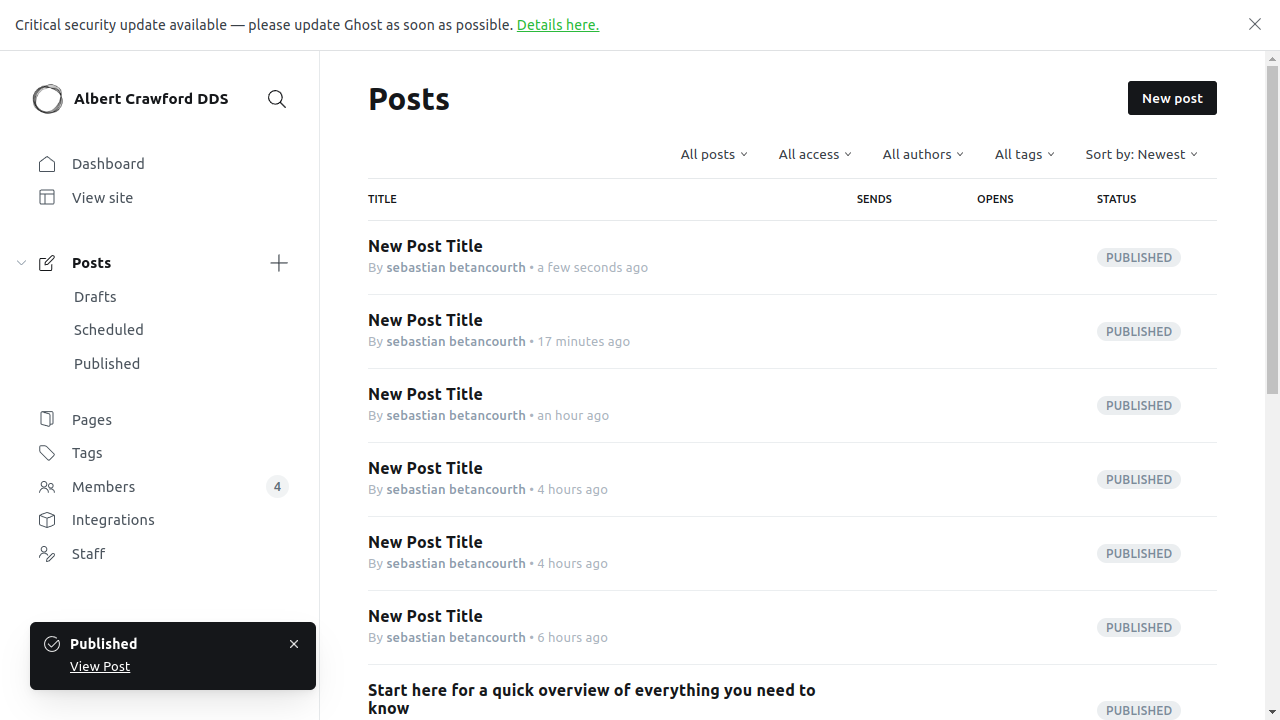 Critical security update available — please update Ghost as soon as possible. Details here.
Albert Crawford DDS
Dashboard
View site
Posts
Drafts
Scheduled
Published
Pages
Tags
Members 4
Integrations
Staff
Published
View Post
Posts
New post
All posts All access All authors All tags Sort by: Newest
TITLE SENDS OPENS STATUS
New Post Title
By sebastian betancourth • a few seconds ago
PUBLISHED
New Post Title
By sebastian betancourth • 17 minutes ago
PUBLISHED
New Post Title
By sebastian betancourth • an hour ago
PUBLISHED
New Post Title
By sebastian betancourth • 4 hours ago
PUBLISHED
New Post Title
By sebastian betancourth • 4 hours ago
PUBLISHED
New Post Title
By sebastian betancourth • 6 hours ago
PUBLISHED
Start here for a quick overview of everything you need to
know
PUBLISHED